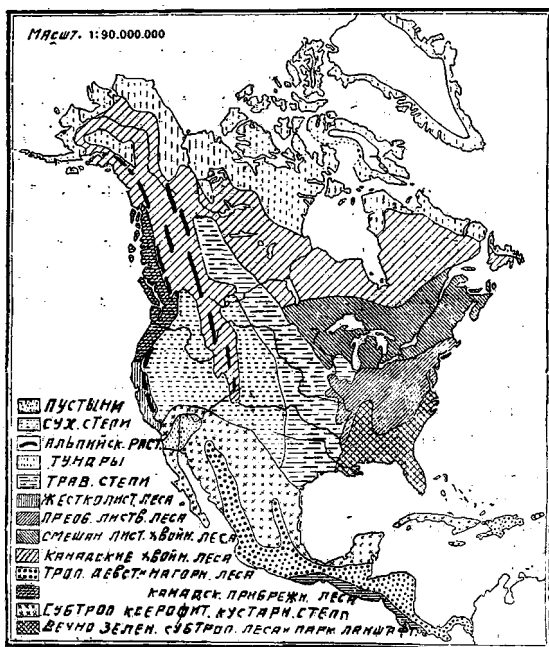 МАСШТ. 1:90.000.000
ПУСТЫНИ
СУХ. СТЕПИ
АЛЬПИЙСК. РАСТ.
ТУНДРЫ
ТРАВ. СТЕПИ
ЖЕСТКОЛИСТ. ЛЕСА
ПРЕОБ. ЛИСТВ. ЛЕСА
СМЕШАН ЛИСТ. ХВОЙН. ЛЕСА
КАНАДСКИЕ ХВОЙН. ЛЕСА
ТРОП. ДЕВСТ. НАГОРН. ЛЕСА
КАНАДСК. ПРИБРЕЖН. ЛЕСА
СУБТРОП КСЕРОФИТ. КУСТАРН. СТЕПИ
ВЕЧНО ЗЕЛЕН. СУБТРОП. ЛЕСА И ПАРК. ЛАНШАФТ.